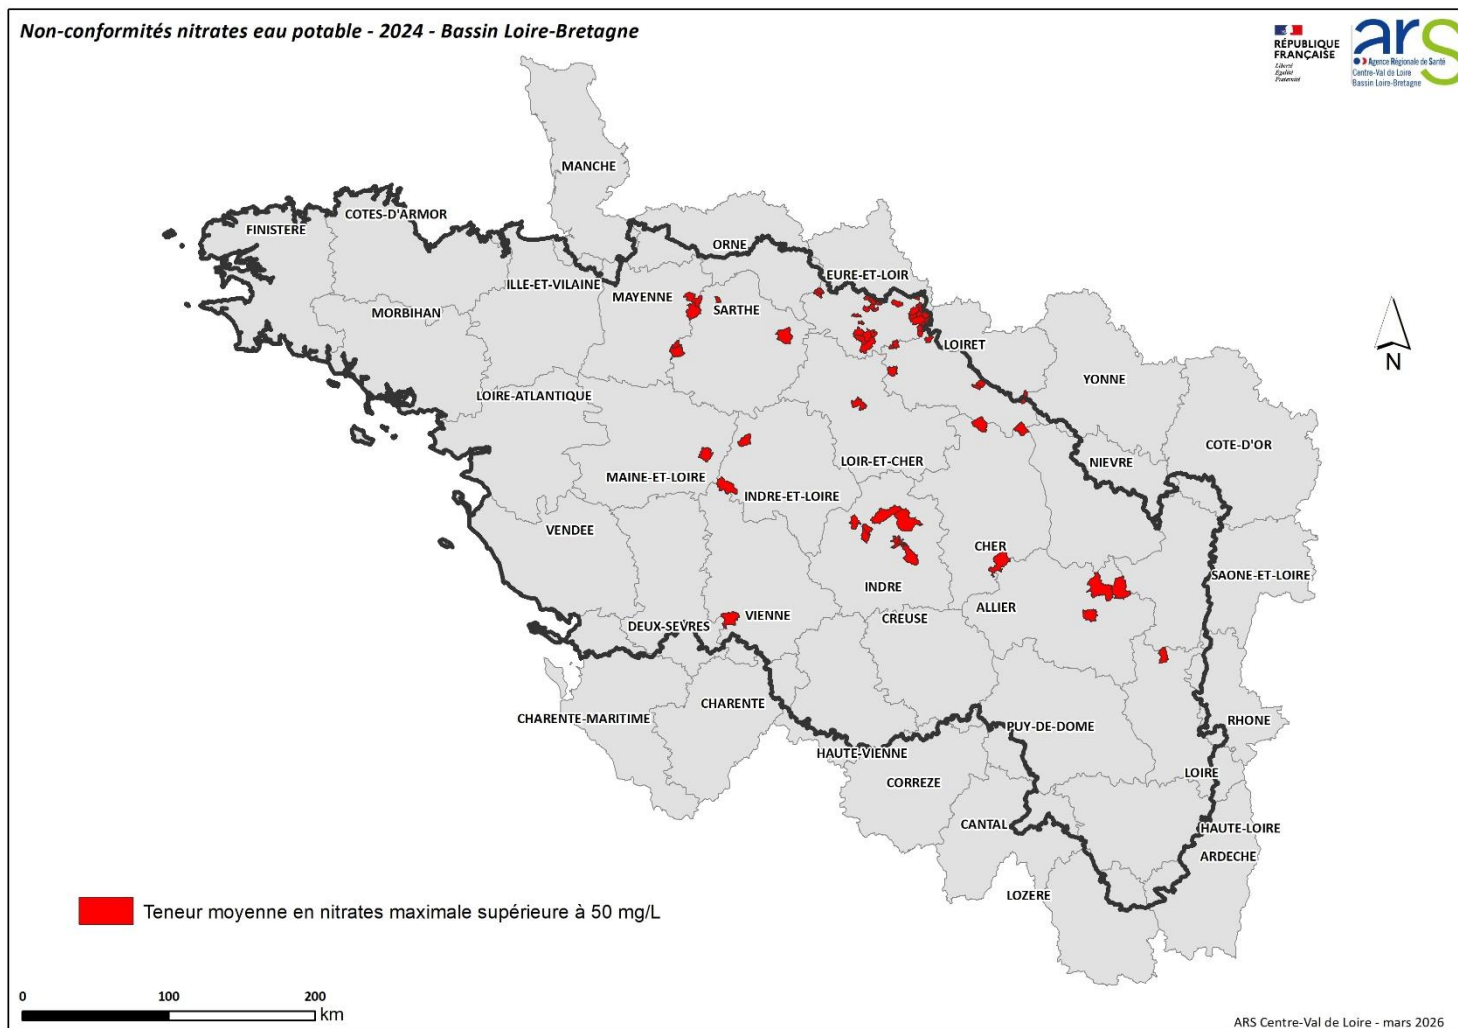 Non-conformités nitrates eau potable - 2024 - Bassin Loire-Bretagne
RÉPUBLIQUE
FRANÇAISE
Liberté
Égalité
Fraternité
ars
Agence Régionale de Santé
Centre-Val de Loire
Bassin Loire-Bretagne
MANCHE
COTES-D'ARMOR
FINISTERE
ORNE
EURE-ET-LOIR
ILLE-ET-VILAINE
MAYENNE
MORBIHAN
SARTHE
LOIRET
YONNE
LOIRE-ATLANTIQUE
COTE-D'OR
LOIR-ET-CHER
NIEVRE
MAINE-ET-LOIRE
INDRE-ET-LOIRE
VENDEE
CHER
SAONE-ET-LOIRE
INDRE
ALLIER
DEUX-SEVRES
VIENNE
CREUSE
CHARENTE
CHARENTE-MARITIME
RHONE
PUY-DE-DOME
HAUTE-VIENNE
LOIRE
CORREZE
CANTAL
HAUTE-LOIRE
ARDECHE
LOZERE
N
Teneur moyenne en nitrates maximale supérieure à 50 mg/L
0 100 200
km
ARS Centre-Val de Loire - mars 2026